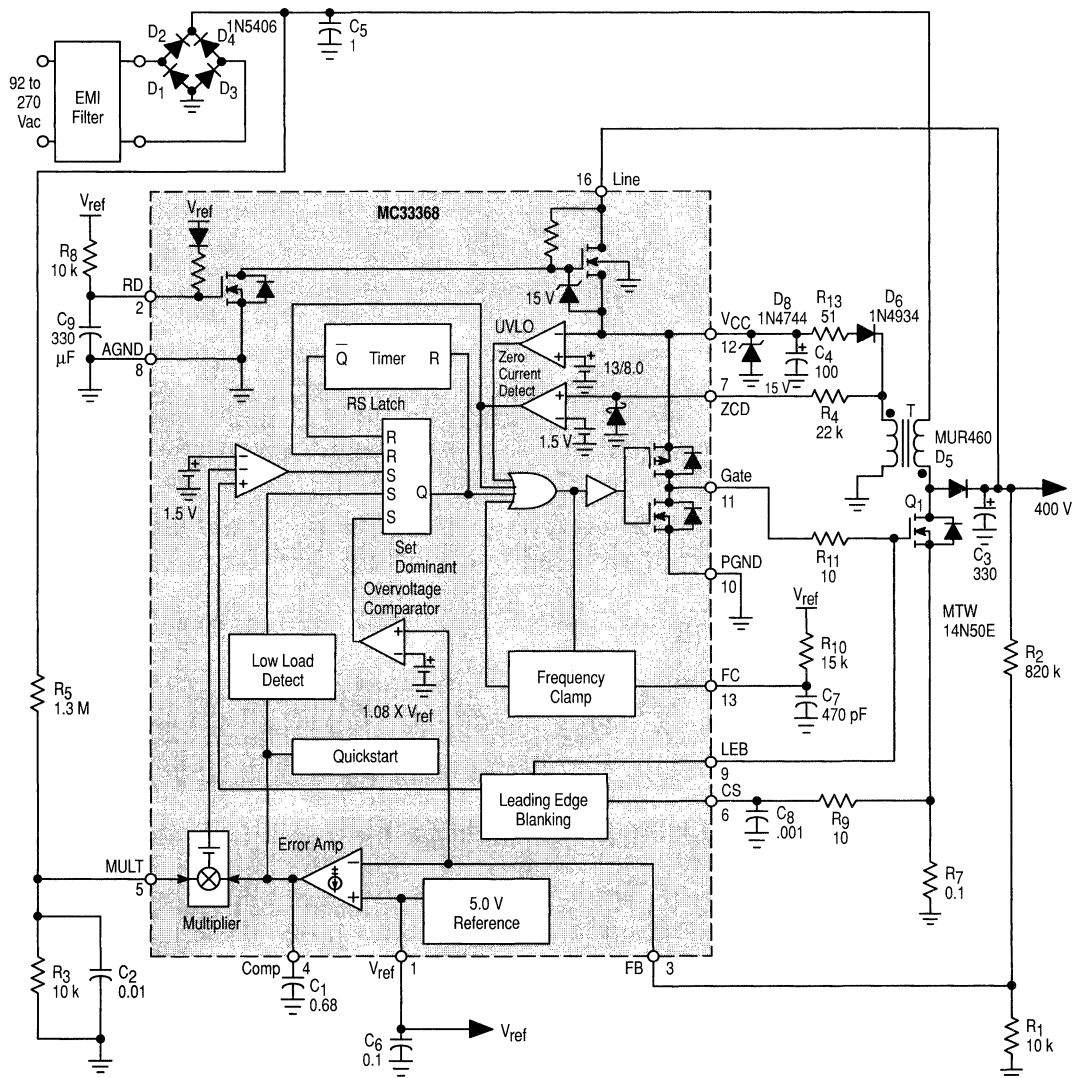 D2
D4
1N5406
D1
D3
C5
1
92 to
270
Vac
EMI
Filter
16
Line
MC33368
Vref
R8
10 k
RD
2
C9
330
µF
AGND
8
Vref
15 V
UVLO
13/8.0
Zero
Current
Detect
1.5 V
VCC
12
D8
1N4744
R13
51
D6
1N4934
C4
100
15 V
7
ZCD
R4
22 k
T
MUR460
D5
Q
Timer
R
RS Latch
R
R
S
S
S
Q
Set
Dominant
1.5 V
Overvoltage
Comparator
1.08 X Vref
Low Load
Detect
Quickstart
Gate
11
R11
10
Q1
C3
330
400 V
PGND
10
MTW
14N50E
Vref
R10
15 k
R2
820 k
Frequency
Clamp
FC
13
C7
470 pF
LEB
9
Leading Edge
Blanking
CS
6
C8
.001
R9
10
R7
0.1
R5
1.3 M
MULT
5
Multiplier
Error Amp
5.0 V
Reference
R3
10 k
C2
0.01
Comp
4
C1
0.68
Vref
1
FB
3
C6
0.1
Vref
R1
10 k